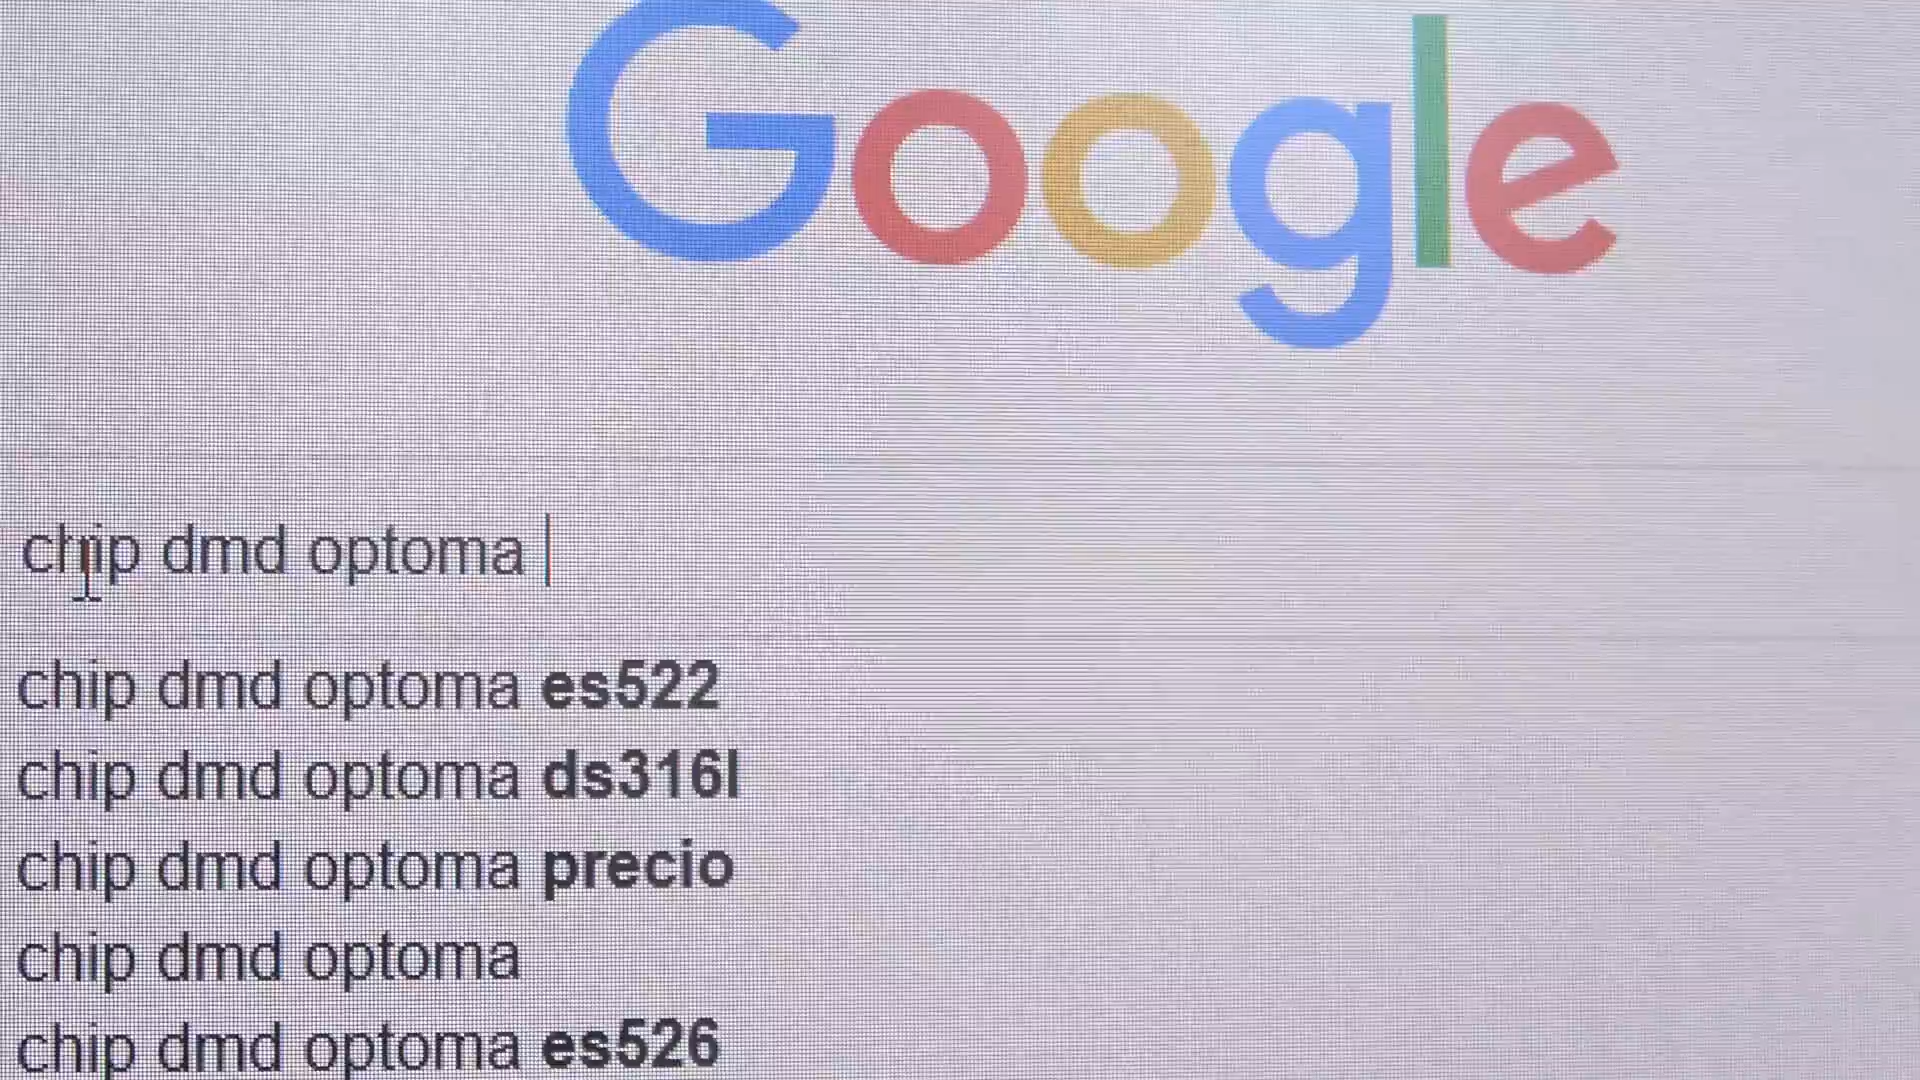 Google
chip dmd optoma
chip dmd optoma es522
chip dmd optoma ds316l
chip dmd optoma precio
chip dmd optoma
chip dmd optoma es526